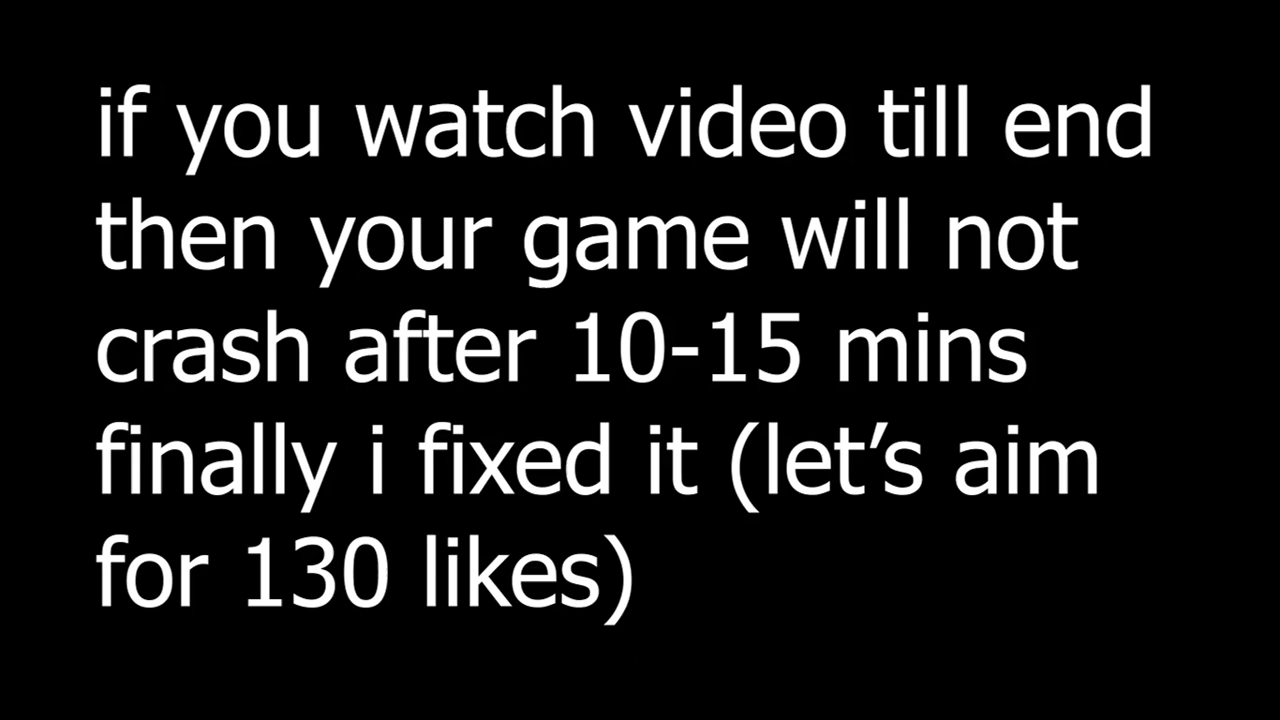 if you watch video till end
then your game will not
crash after 10-15 mins
finally i fixed it (let’s aim
for 130 likes)